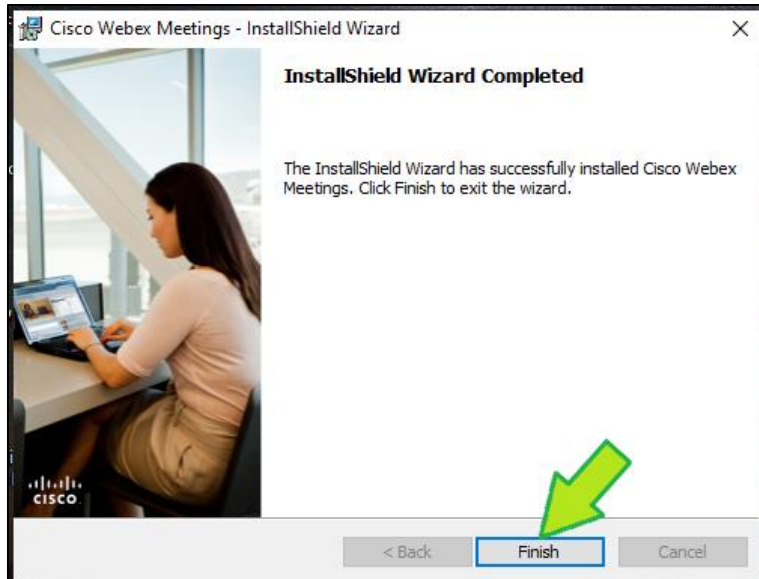 Cisco Webex Meetings - InstallShield Wizard
InstallShield Wizard Completed
The InstallShield Wizard has successfully installed Cisco Webex
Meetings. Click Finish to exit the wizard.
CISCO
< Back
Finish
Cancel